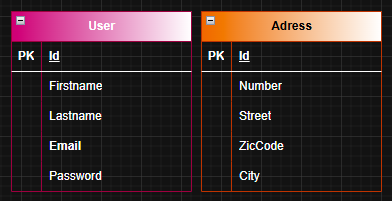 User
PK Id
Firstname
Lastname
Email
Password
Adress
PK Id
Number
Street
ZicCode
City